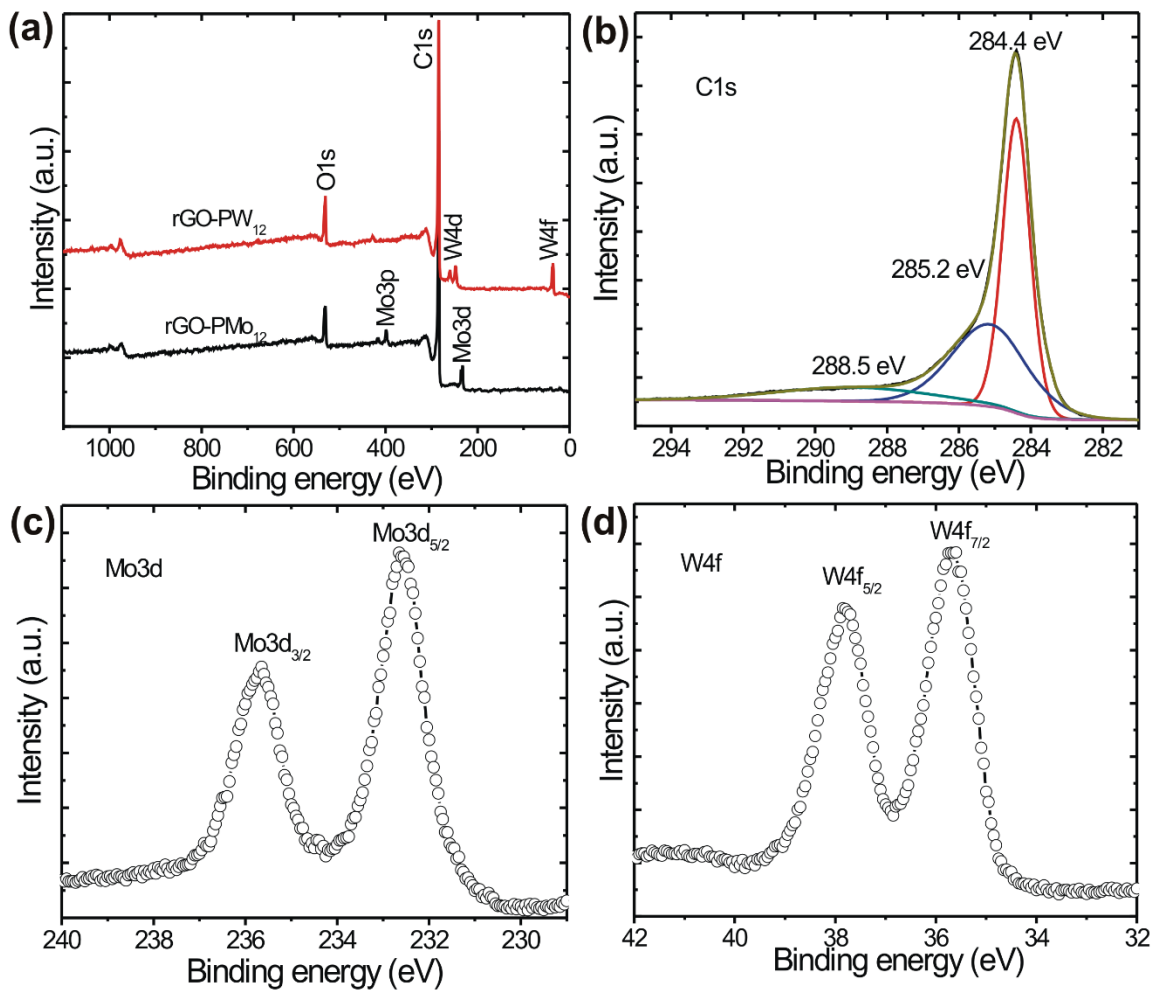 (a)
Intensity (a.u.)
C1s
O1s
rGO-PW12
W4d
W4f
Mo3p
rGO-PMo12
Mo3d
1000 800 600 400 200 0
Binding energy (eV)
(b)
Intensity (a.u.)
284.4 eV
C1s
285.2 eV
288.5 eV
294 292 290 288 286 284 282
Binding energy (eV)
(c)
Intensity (a.u.)
Mo3d5/2
Mo3d
Mo3d3/2
240 238 236 234 232 230
Binding energy (eV)
(d)
Intensity (a.u.)
W4f7/2
W4f
W4f5/2
42 40 38 36 34 32
Binding energy (eV)